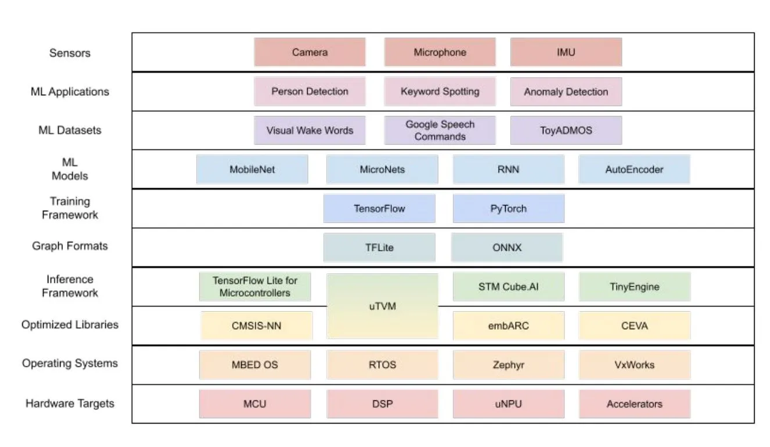 Sensors
Camera
Microphone
IMU
ML Applications
Person Detection
Keyword Spotting
Anomaly Detection
ML Datasets
Visual Wake Words
Google Speech
Commands
ToyADMOS
ML
Models
MobileNet
MicroNets
RNN
AutoEncoder
Training
Framework
TensorFlow
PyTorch
Graph Formats
TFLite
ONNX
Inference
Framework
TensorFlow Lite for
Microcontrollers
uTVM
STM Cube.AI
TinyEngine
Optimized Libraries
CMSIS-NN
embARC
CEVA
Operating Systems
MBED OS
RTOS
Zephyr
VxWorks
Hardware Targets
MCU
DSP
uNPU
Accelerators